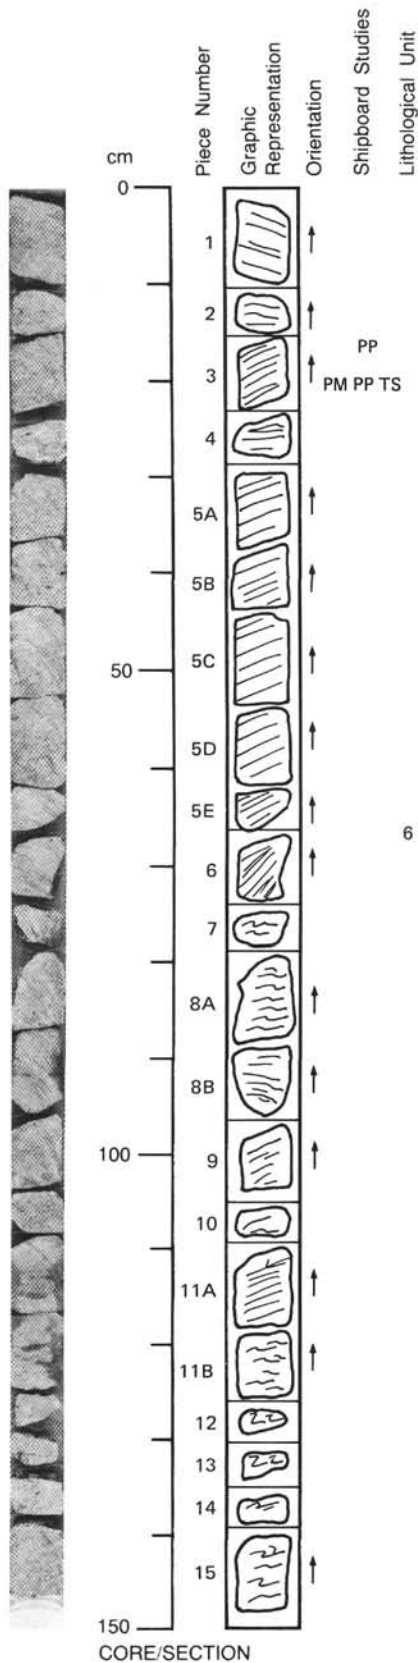 cm
Piece Number
Graphic
Representation
Orientation
Shipboard Studies
Lithological Unit
0
1
2
PP
3
PM PP TS
4
5A
5B
50
5C
5D
5E
6
6
7
8A
8B
100
9
10
11A
11B
12
13
14
15
150
CORE/SECTION